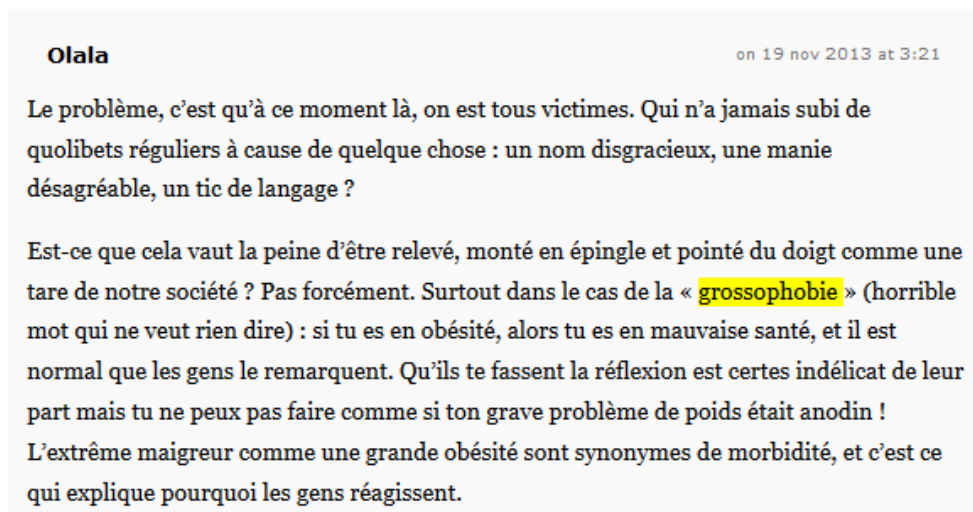 Olala
on 19 nov 2013 at 3:21
Le problème, c’est qu’à ce moment là, on est tous victimes. Qui n’a jamais subi de
quolibets réguliers à cause de quelque chose : un nom disgracieux, une manie
désagréable, un tic de langage ?
Est-ce que cela vaut la peine d’être relevé, monté en épingle et pointé du doigt comme une
tare de notre société ? Pas forcément. Surtout dans le cas de la « grossophobie » (horrible
mot qui ne veut rien dire) : si tu es en obésité, alors tu es en mauvaise santé, et il est
normal que les gens le remarquent. Qu’ils te fassent la réflexion est certes indélicat de leur
part mais tu ne peux pas faire comme si ton grave problème de poids était anodin !
L’extrême maigreur comme une grande obésité sont synonymes de morbidité, et c’est ce
qui explique pourquoi les gens réagissent.